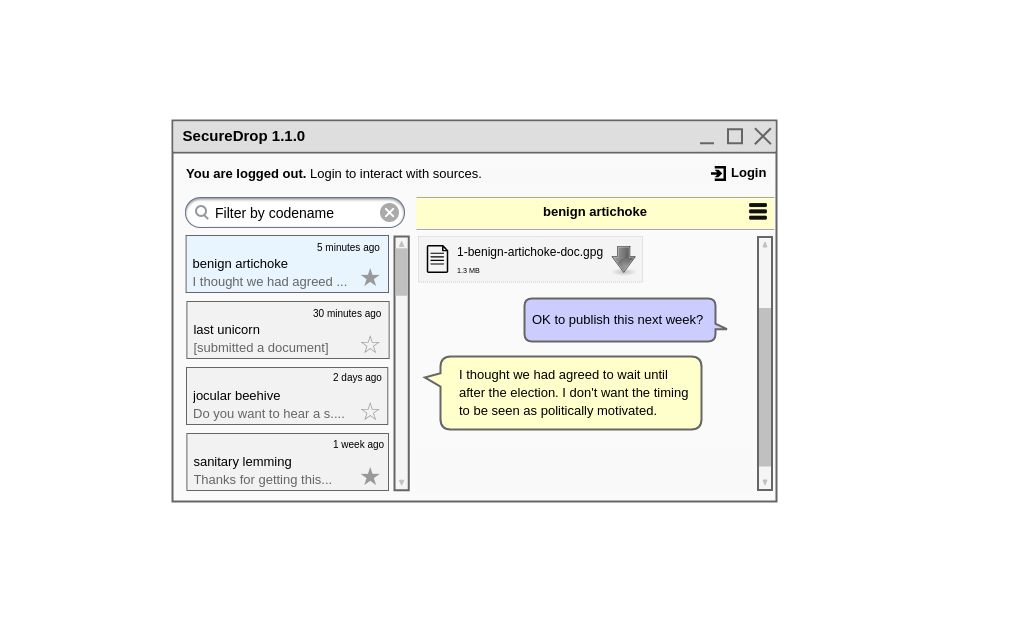 SecureDrop 1.1.0
You are logged out. Login to interact with sources.
Login
Filter by codename
benign artichoke
5 minutes ago
benign artichoke
I thought we had agreed ...
30 minutes ago
last unicorn
[submitted a document]
2 days ago
jocular beehive
Do you want to hear a s....
1 week ago
sanitary lemming
Thanks for getting this...
1-benign-artichoke-doc.gpg
1.3 MB
OK to publish this next week?
I thought we had agreed to wait until
after the election. I don't want the timing
to be seen as politically motivated.